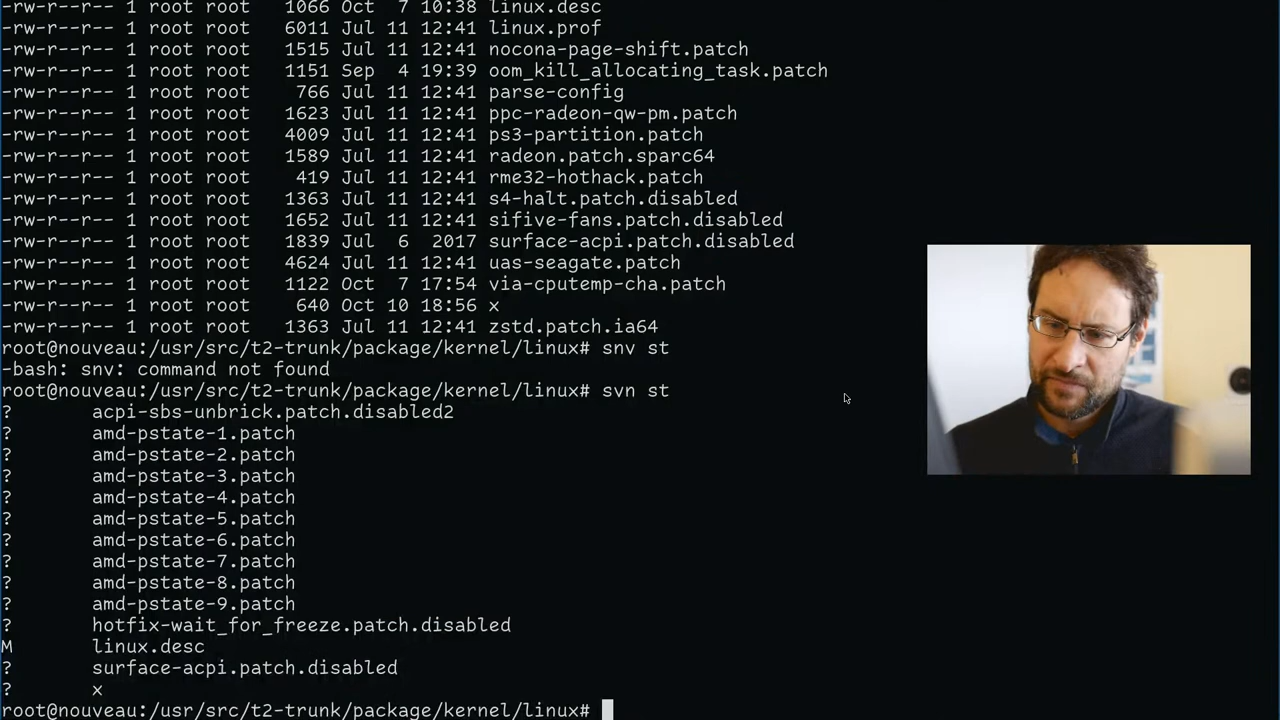 -rw-r--r-- 1 root root   1066 Oct  7 10:38 linux.desc
-rw-r--r-- 1 root root   6011 Jul 11 12:41 linux.prof
-rw-r--r-- 1 root root   1515 Jul 11 12:41 nocona-page-shift.patch
-rw-r--r-- 1 root root   1151 Sep  4 19:39 oom_kill_allocating_task.patch
-rw-r--r-- 1 root root    766 Jul 11 12:41 parse-config
-rw-r--r-- 1 root root   1623 Jul 11 12:41 ppc-radeon-qw-pm.patch
-rw-r--r-- 1 root root   4009 Jul 11 12:41 ps3-partition.patch
-rw-r--r-- 1 root root   1589 Jul 11 12:41 radeon.patch.sparc64
-rw-r--r-- 1 root root    419 Jul 11 12:41 rme32-hothack.patch
-rw-r--r-- 1 root root   1363 Jul 11 12:41 s4-halt.patch.disabled
-rw-r--r-- 1 root root   1652 Jul 11 12:41 sifive-fans.patch.disabled
-rw-r--r-- 1 root root   1839 Jul  6  2017 surface-acpi.patch.disabled
-rw-r--r-- 1 root root   4624 Jul 11 12:41 uas-seagate.patch
-rw-r--r-- 1 root root   1122 Oct  7 17:54 via-cputemp-cha.patch
-rw-r--r-- 1 root root    640 Oct 10 18:56 x
-rw-r--r-- 1 root root   1363 Jul 11 12:41 zstd.patch.ia64
root@nouveau:/usr/src/t2-trunk/package/kernel/linux# snv st
-bash: snv: command not found
root@nouveau:/usr/src/t2-trunk/package/kernel/linux# svn st
?       acpi-sbs-unbrick.patch.disabled2
?       amd-pstate-1.patch
?       amd-pstate-2.patch
?       amd-pstate-3.patch
?       amd-pstate-4.patch
?       amd-pstate-5.patch
?       amd-pstate-6.patch
?       amd-pstate-7.patch
?       amd-pstate-8.patch
?       amd-pstate-9.patch
?       hotfix-wait_for_freeze.patch.disabled
M       linux.desc
?       surface-acpi.patch.disabled
?       x
root@nouveau:/usr/src/t2-trunk/package/kernel/linux#